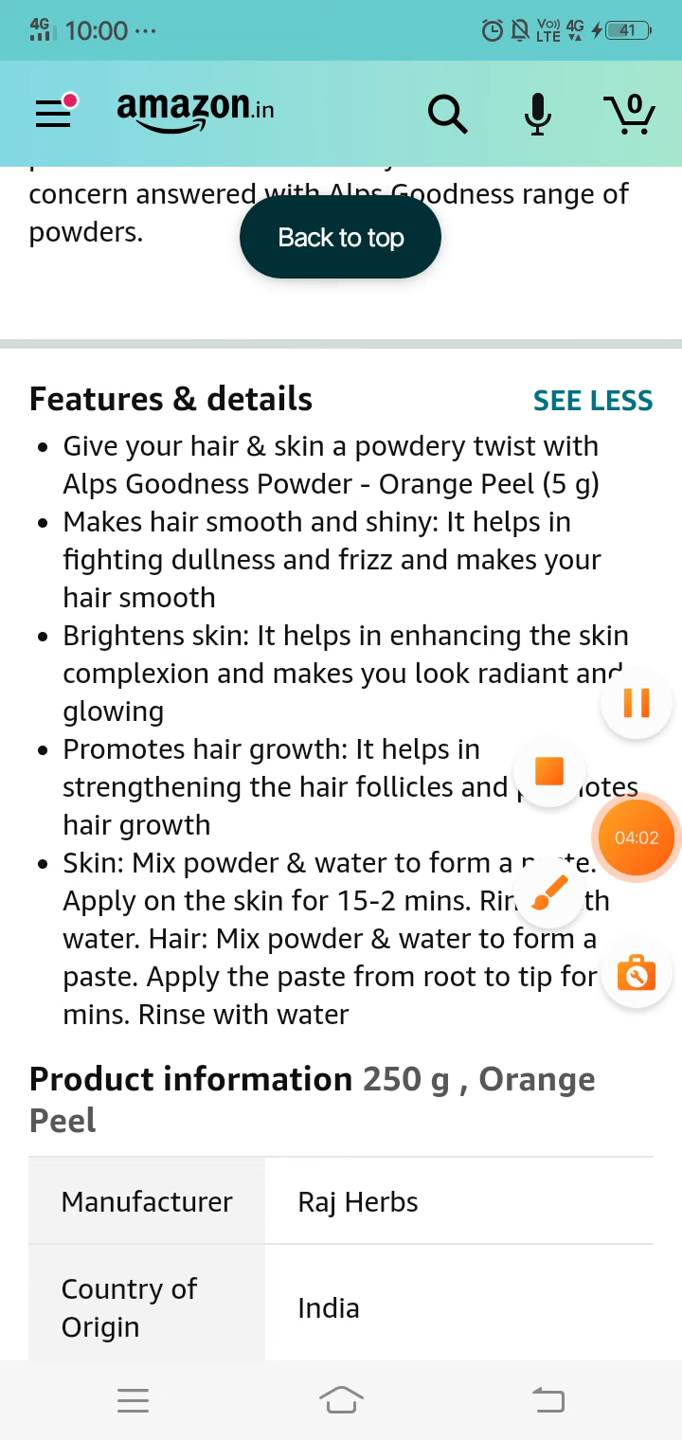 4G 10:00 ···
Vo)) LTE 4G 41
amazon.in
0
concern answered with Alps Goodness range of
powders.
Back to top
Features & details SEE LESS
• Give your hair & skin a powdery twist with
Alps Goodness Powder - Orange Peel (5 g)
• Makes hair smooth and shiny: It helps in
fighting dullness and frizz and makes your
hair smooth
• Brightens skin: It helps in enhancing the skin
complexion and makes you look radiant and
glowing
• Promotes hair growth: It helps in
strengthening the hair follicles and
hair growth
• Skin: Mix powder & water to form a
Apply on the skin for 15-2 mins.
water. Hair: Mix powder & water to form a
paste. Apply the paste from root to tip for
mins. Rinse with water
04:02
Product information 250 g , Orange
Peel
Manufacturer Raj Herbs
Country of
Origin
India